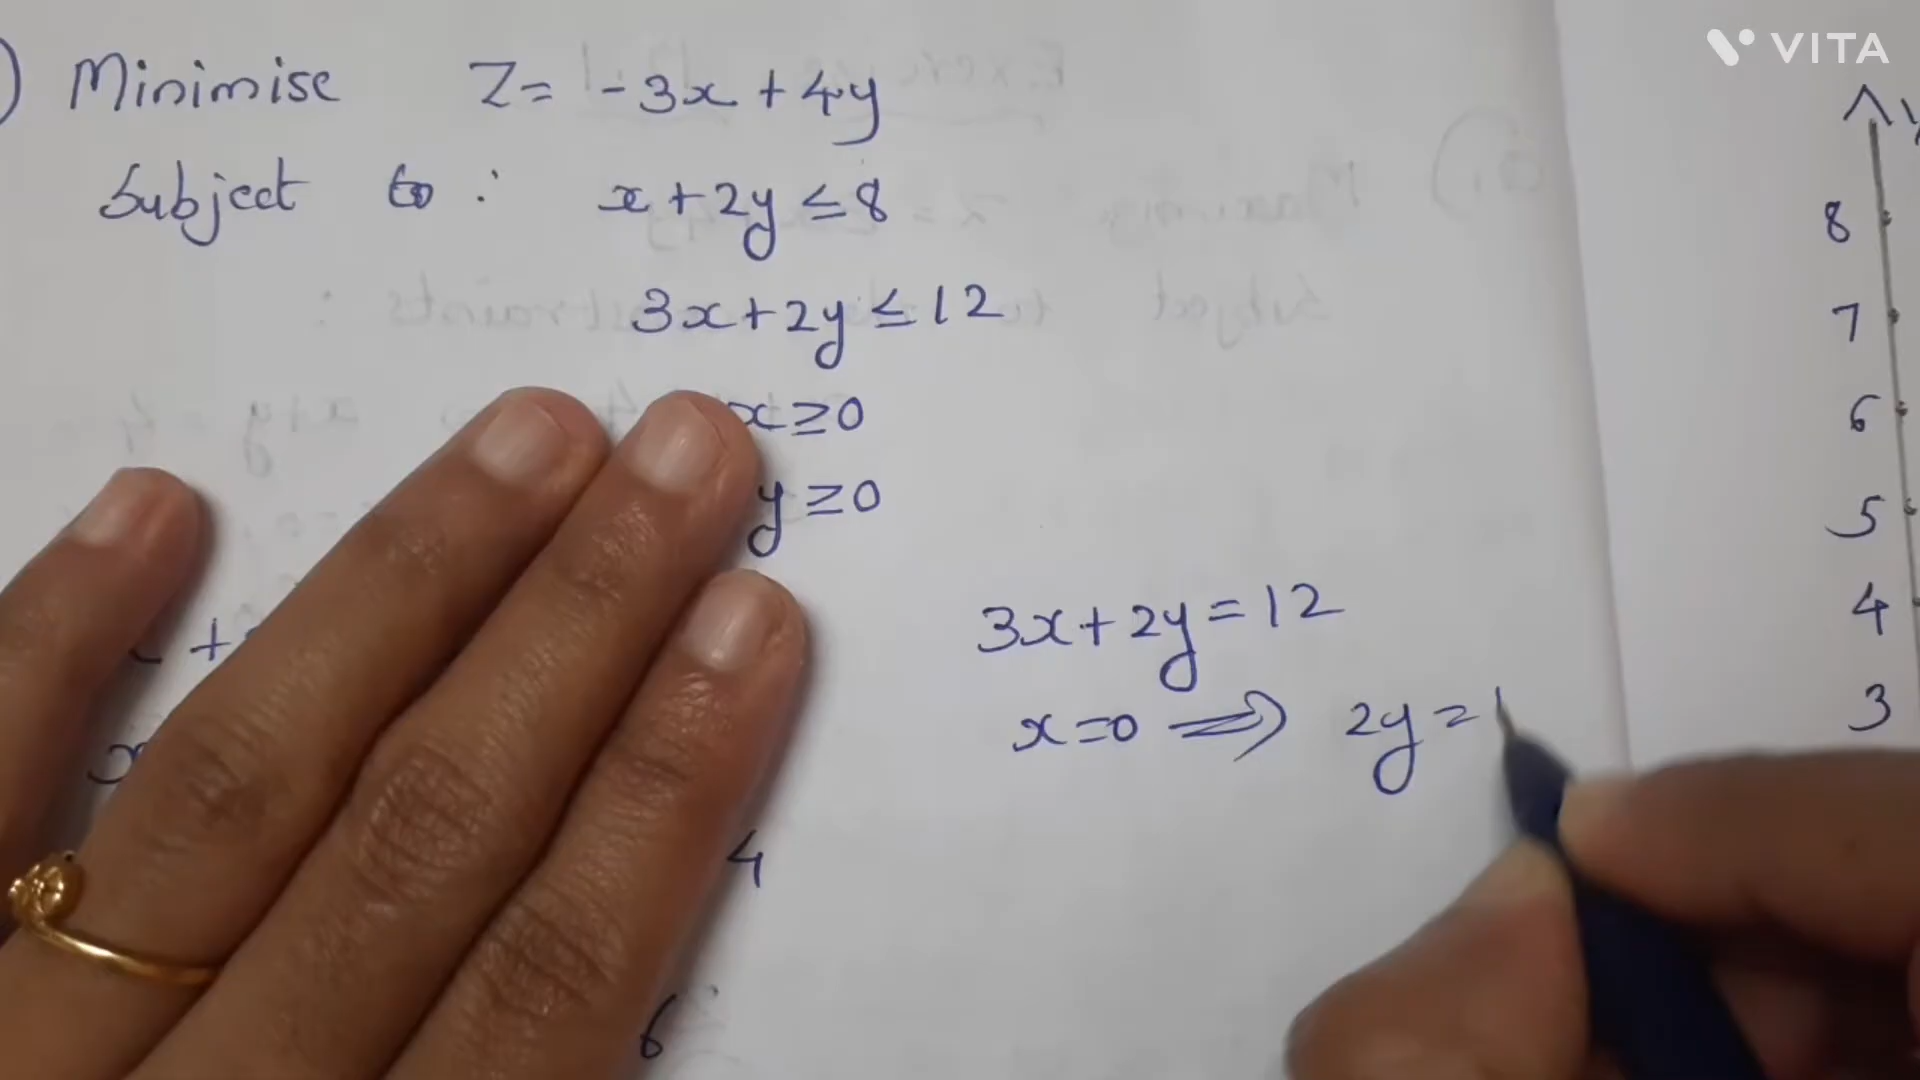 VITA
) Minimise Z= -3x+4y
Subject to : x+2y≤8
3x+2y≤12
x≥0
y≥0
x +
3x+2y=12
x=0 ⟹ 2y=1
x
4
6
y
8
7
6
5
4
3